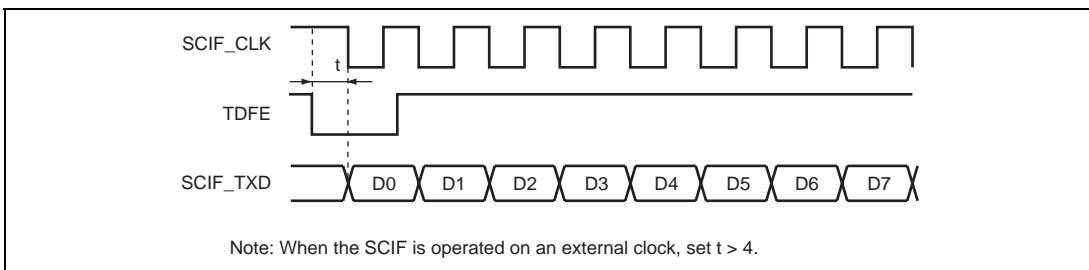 SCIF_CLK
t
TDFE
SCIF_TXD D0 D1 D2 D3 D4 D5 D6 D7
Note: When the SCIF is operated on an external clock, set t > 4.